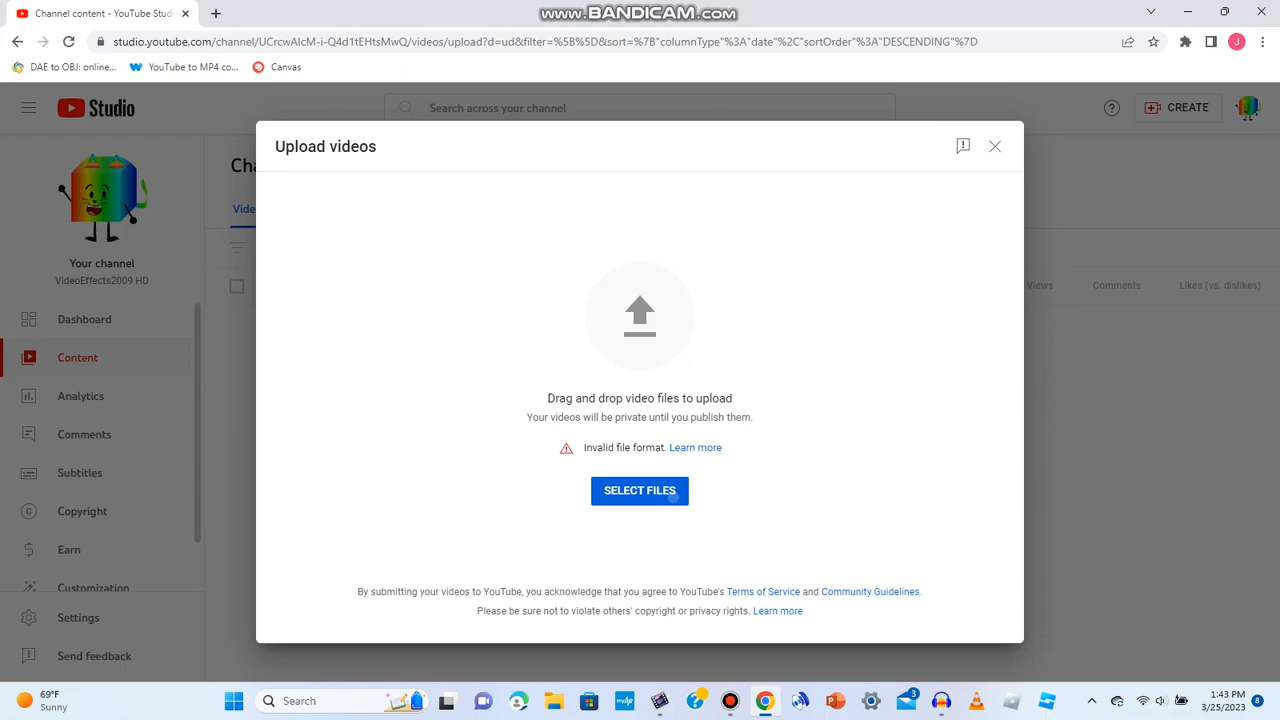 Channel content - YouTube Studi
www.BANDICAM.com
studio.youtube.com/channel/UCrcwAIcM-i-Q4d1tEHtsMwQ/videos/upload?d=ud&filter=%5B%5D&sort=%7B"columnType"%3A"date"%2C"sortOrder"%3A"DESCENDING"%7D
J
DAE to OBJ: online...
YouTube to MP4 co...
Canvas
Studio
Search across your channel
CREATE
Upload videos
Cha
Vide
Your channel
VideoEffects2009 HD
Views
Comments
Likes (vs. dislikes)
Dashboard
Content
Analytics
Comments
Subtitles
Copyright
Earn
Customization
Settings
Send feedback
Drag and drop video files to upload
Your videos will be private until you publish them.
Invalid file format. Learn more
SELECT FILES
By submitting your videos to YouTube, you acknowledge that you agree to YouTube's Terms of Service and Community Guidelines.
Please be sure not to violate others' copyright or privacy rights. Learn more
69°F
Sunny
Search
3
1:43 PM
3/25/2023
8